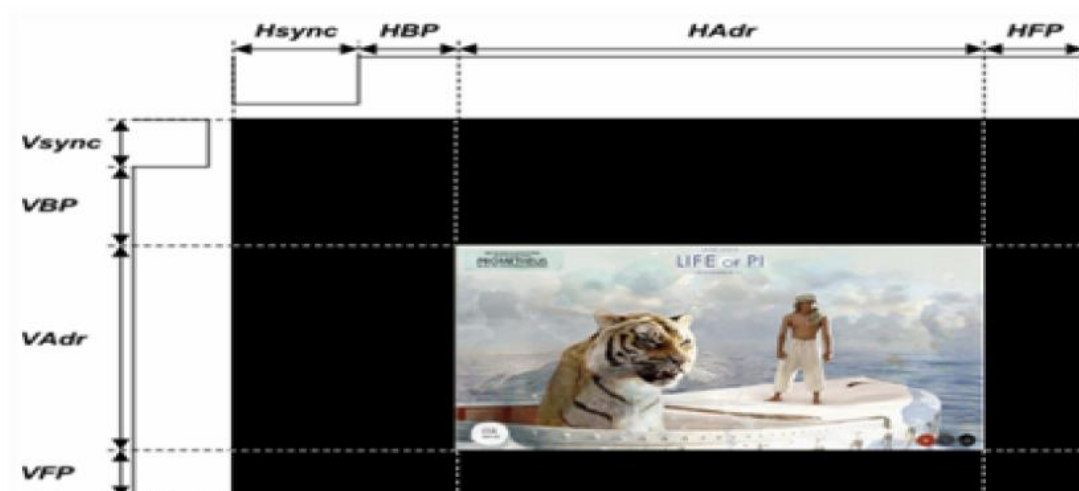 Hsync HBP HAdr HFP
Vsync
VBP
PROMETHEUS
LIFE OF PI
VAdr
VFP